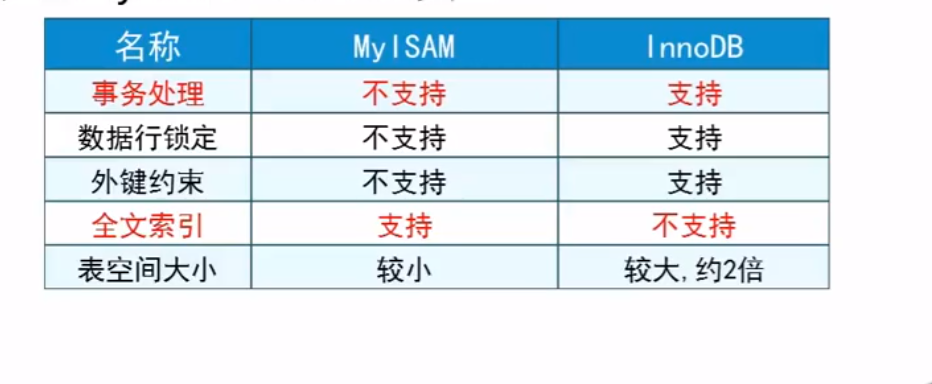 名称 MyISAM InnoDB
事务处理 不支持 支持
数据行锁定 不支持 支持
外键约束 不支持 支持
全文索引 支持 不支持
表空间大小 较小 较大,约2倍